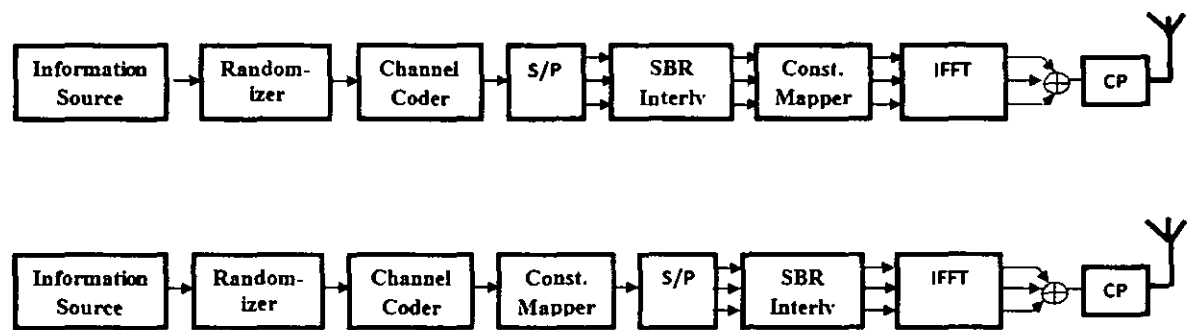 Information
Source
Random-
izer
Channel
Coder
S/P
SBR
Interlv
Const.
Mapper
IFFT
CP
Information
Source
Random-
izer
Channel
Coder
Const.
Mapper
S/P
SBR
Interlv
IFFT
CP